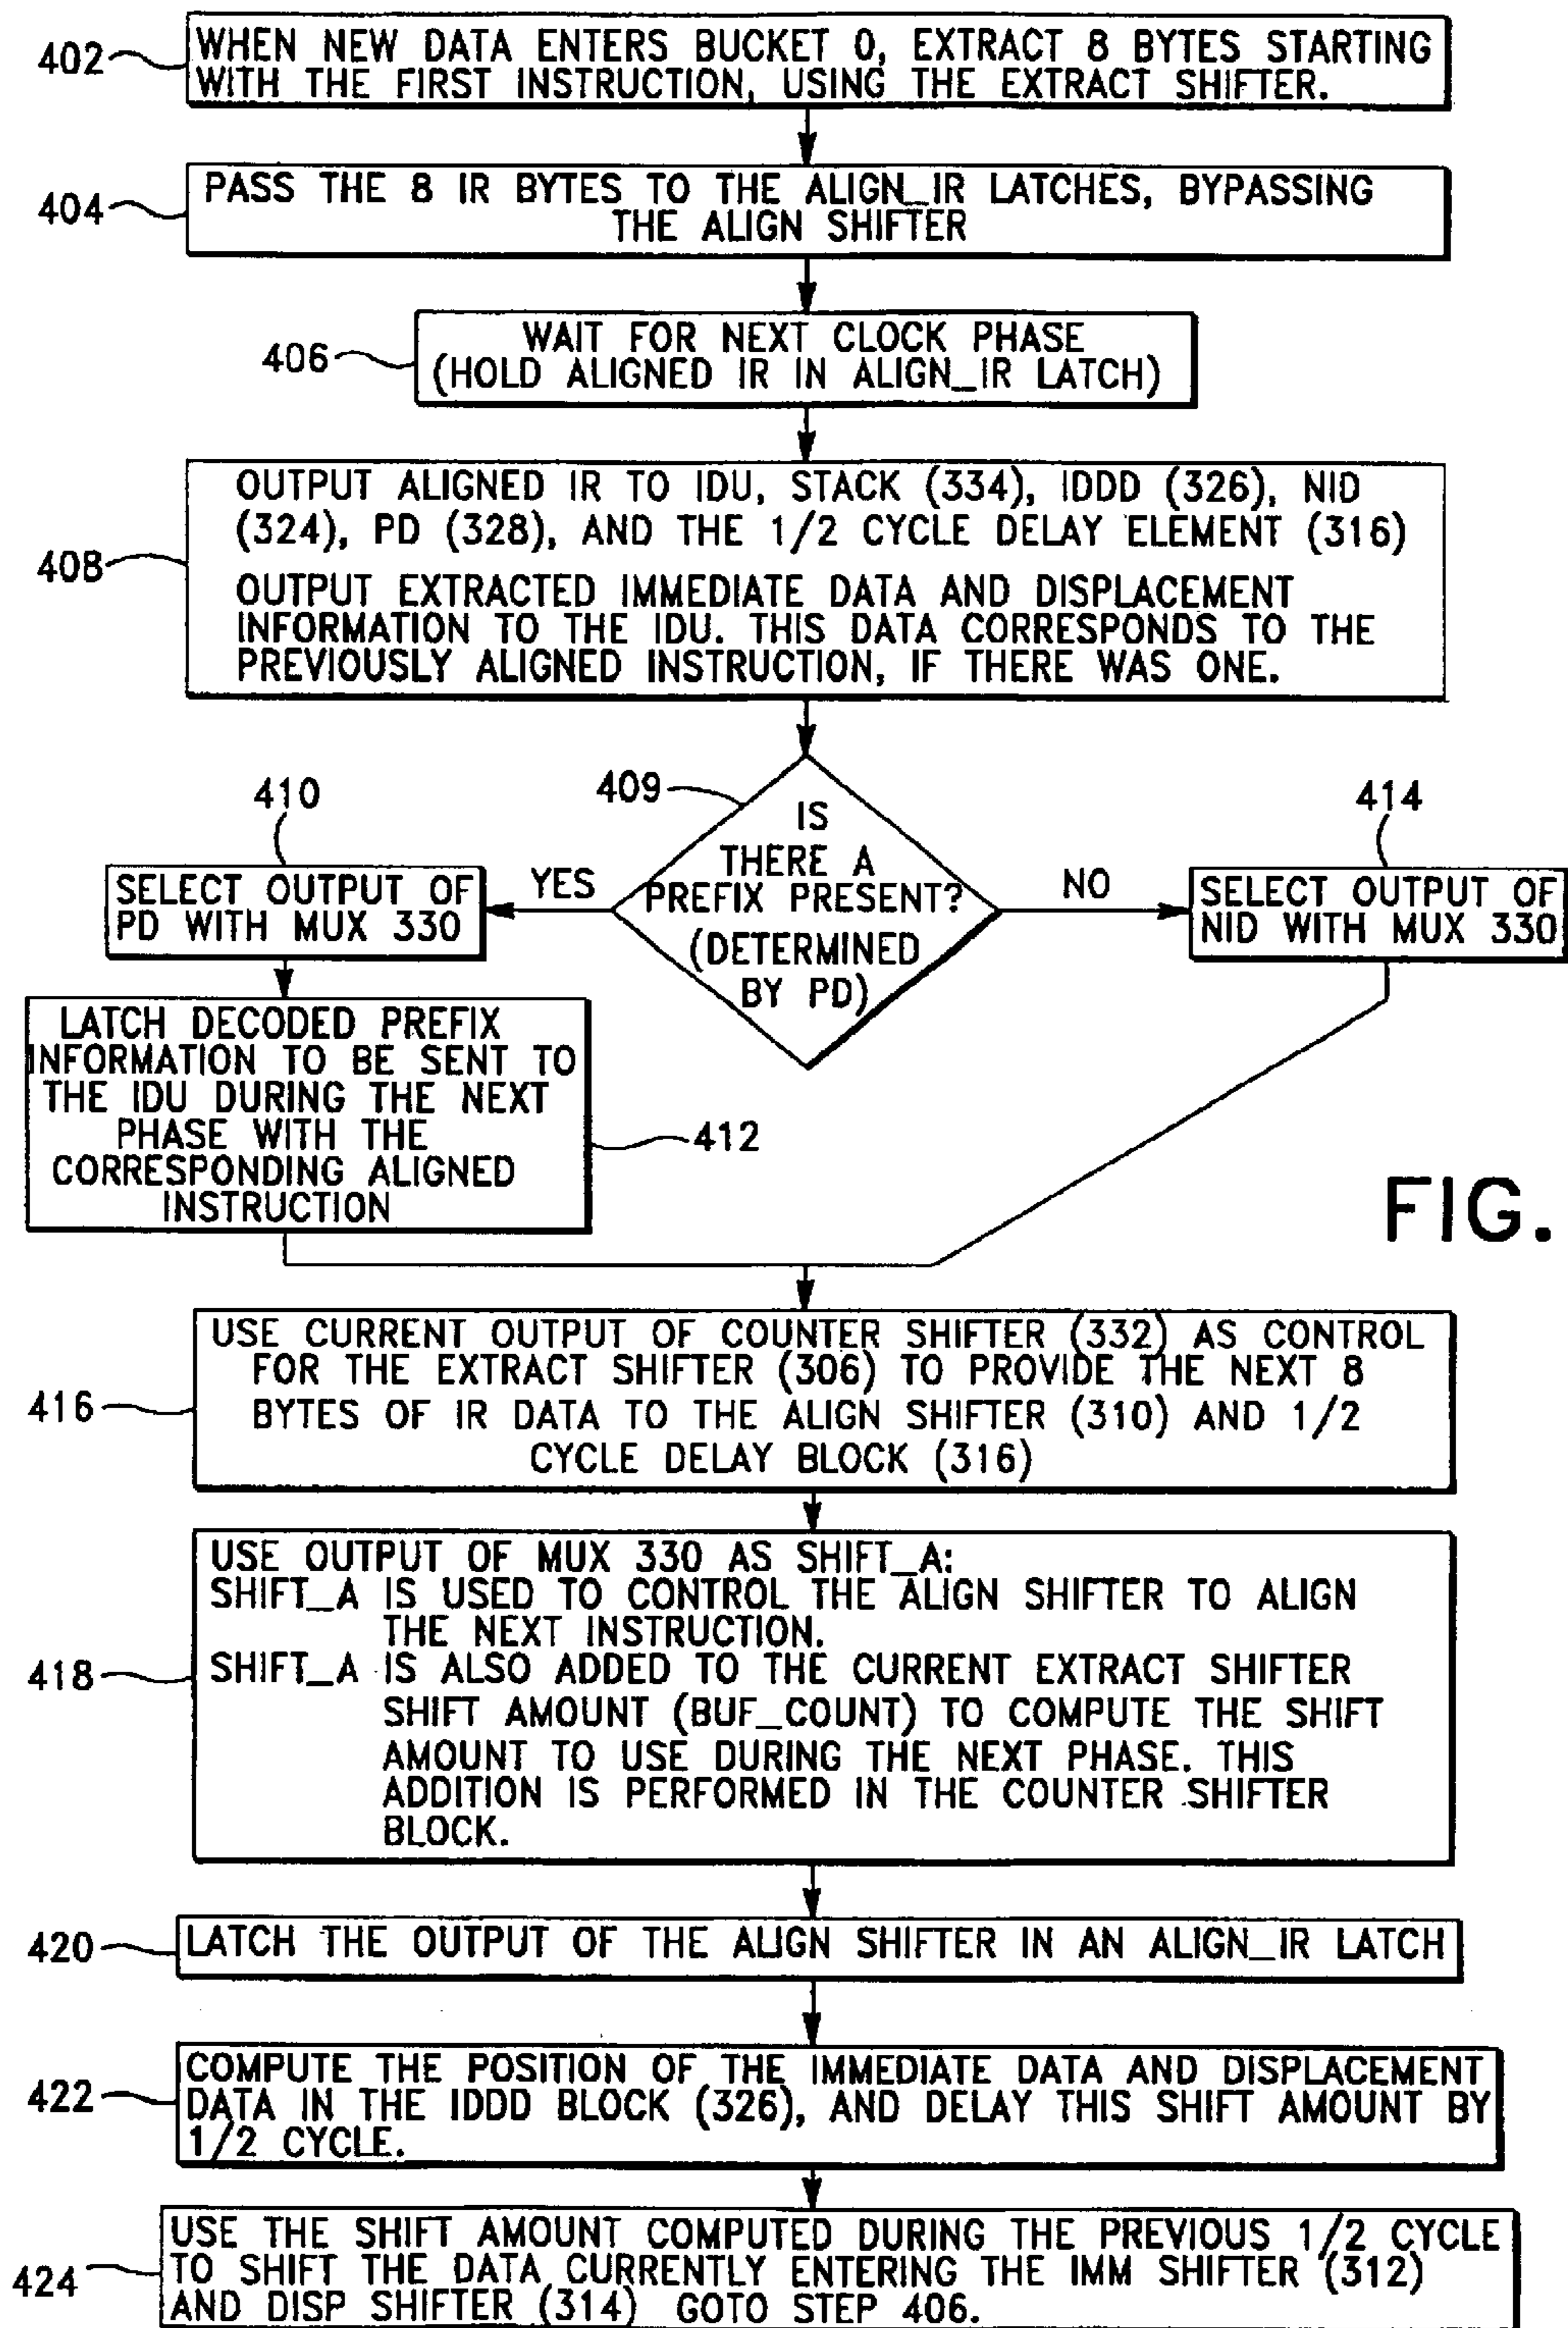 402
WHEN NEW DATA ENTERS BUCKET 0, EXTRACT 8 BYTES STARTING
WITH THE FIRST INSTRUCTION, USING THE EXTRACT SHIFTER.
404
PASS THE 8 IR BYTES TO THE ALIGN_IR LATCHES, BYPASSING
THE ALIGN SHIFTER
406
WAIT FOR NEXT CLOCK PHASE
(HOLD ALIGNED IR IN ALIGN_IR LATCH)
408
OUTPUT ALIGNED IR TO IDU, STACK (334), IDDD (326), NID
(324), PD (328), AND THE 1/2 CYCLE DELAY ELEMENT (316)
OUTPUT EXTRACTED IMMEDIATE DATA AND DISPLACEMENT
INFORMATION TO THE IDU. THIS DATA CORRESPONDS TO THE
PREVIOUSLY ALIGNED INSTRUCTION, IF THERE WAS ONE.
409
IS
THERE A
PREFIX PRESENT?
(DETERMINED
BY PD)
YES
NO
410
SELECT OUTPUT OF
PD WITH MUX 330
414
SELECT OUTPUT OF
NID WITH MUX 330
LATCH DECODED PREFIX
INFORMATION TO BE SENT TO
THE IDU DURING THE NEXT
PHASE WITH THE
CORRESPONDING ALIGNED
INSTRUCTION
412
FIG.
416
USE CURRENT OUTPUT OF COUNTER SHIFTER (332) AS CONTROL
FOR THE EXTRACT SHIFTER (306) TO PROVIDE THE NEXT 8
BYTES OF IR DATA TO THE ALIGN SHIFTER (310) AND 1/2
CYCLE DELAY BLOCK (316)
418
USE OUTPUT OF MUX 330 AS SHIFT_A:
SHIFT_A IS USED TO CONTROL THE ALIGN SHIFTER TO ALIGN
THE NEXT INSTRUCTION.
SHIFT_A IS ALSO ADDED TO THE CURRENT EXTRACT SHIFTER
SHIFT AMOUNT (BUF_COUNT) TO COMPUTE THE SHIFT
AMOUNT TO USE DURING THE NEXT PHASE. THIS
ADDITION IS PERFORMED IN THE COUNTER SHIFTER
BLOCK.
420
LATCH THE OUTPUT OF THE ALIGN SHIFTER IN AN ALIGN_IR LATCH
422
COMPUTE THE POSITION OF THE IMMEDIATE DATA AND DISPLACEMENT
DATA IN THE IDDD BLOCK (326), AND DELAY THIS SHIFT AMOUNT BY
1/2 CYCLE.
424
USE THE SHIFT AMOUNT COMPUTED DURING THE PREVIOUS 1/2 CYCLE
TO SHIFT THE DATA CURRENTLY ENTERING THE IMM SHIFTER (312)
AND DISP SHIFTER (314) GOTO STEP 406.